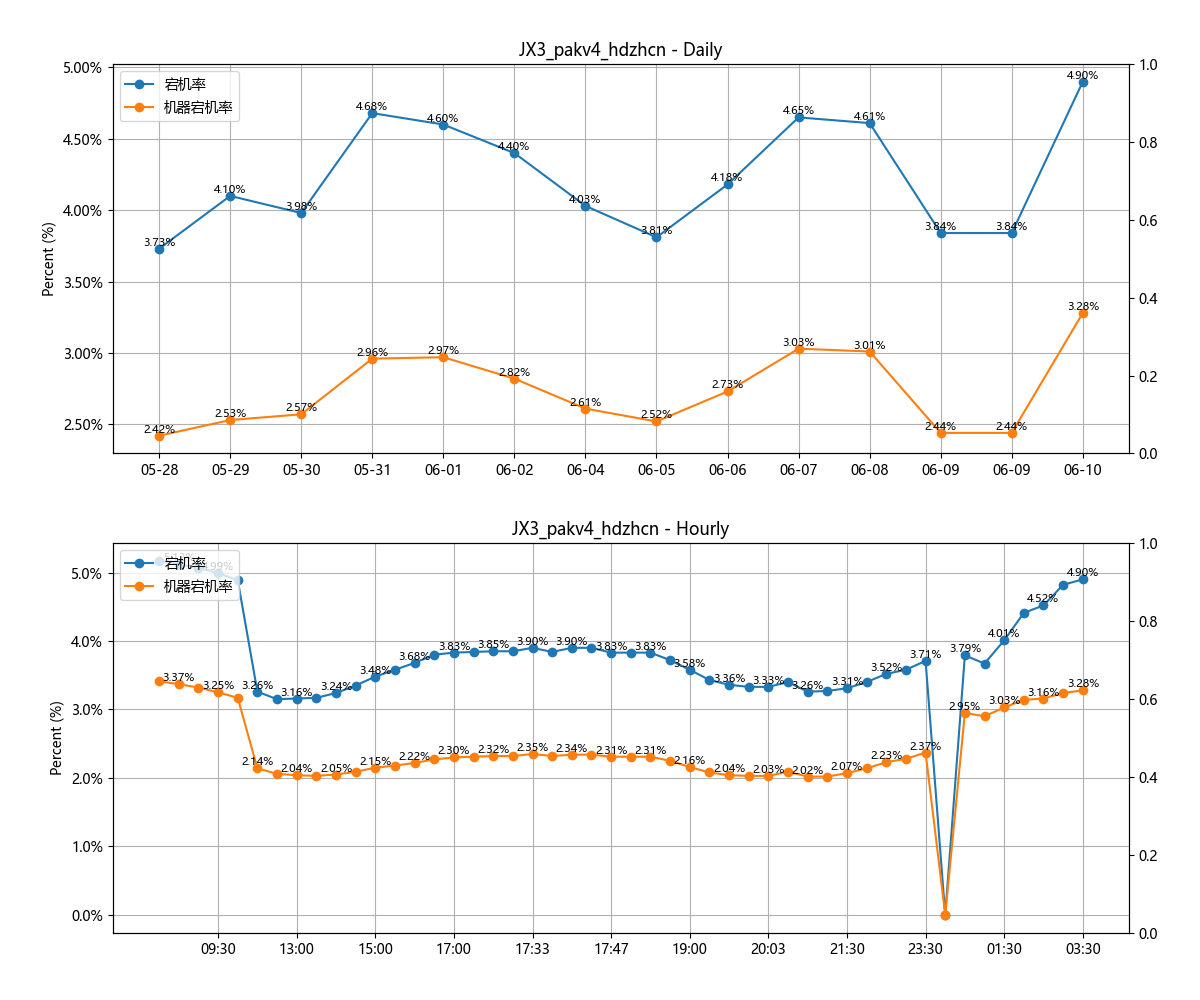 JX3_pakv4_hdzhcn - Daily
宕机率
机器宕机率
Percent (%)
5.00%
4.50%
4.00%
3.50%
3.00%
2.50%
1.0
0.8
0.6
0.4
0.2
0.0
3.73% 4.10% 3.98% 4.68% 4.60% 4.40% 4.03% 3.81% 4.18% 4.65% 4.61% 3.84% 3.84% 4.90%
2.42% 2.53% 2.57% 2.96% 2.97% 2.82% 2.61% 2.52% 2.73% 3.03% 3.01% 2.44% 2.44% 3.28%
05-28 05-29 05-30 05-31 06-01 06-02 06-04 06-05 06-06 06-07 06-08 06-09 06-09 06-10
JX3_pakv4_hdzhcn - Hourly
宕机率
机器宕机率
Percent (%)
5.0%
4.0%
3.0%
2.0%
1.0%
0.0%
1.0
0.8
0.6
0.4
0.2
0.0
3.26% 3.16% 3.24% 3.48% 3.68% 3.83% 3.85% 3.90% 3.90% 3.83% 3.83% 3.58% 3.36% 3.33% 3.26% 3.31% 3.52% 3.71% 3.79% 4.01% 4.52% 4.90%
3.37% 3.25% 2.14% 2.04% 2.05% 2.15% 2.22% 2.30% 2.32% 2.35% 2.34% 2.31% 2.31% 2.16% 2.04% 2.03% 2.02% 2.07% 2.23% 2.37% 2.95% 3.03% 3.16% 3.28%
09:30 13:00 15:00 17:00 17:33 17:47 19:00 20:03 21:30 23:30 01:30 03:30